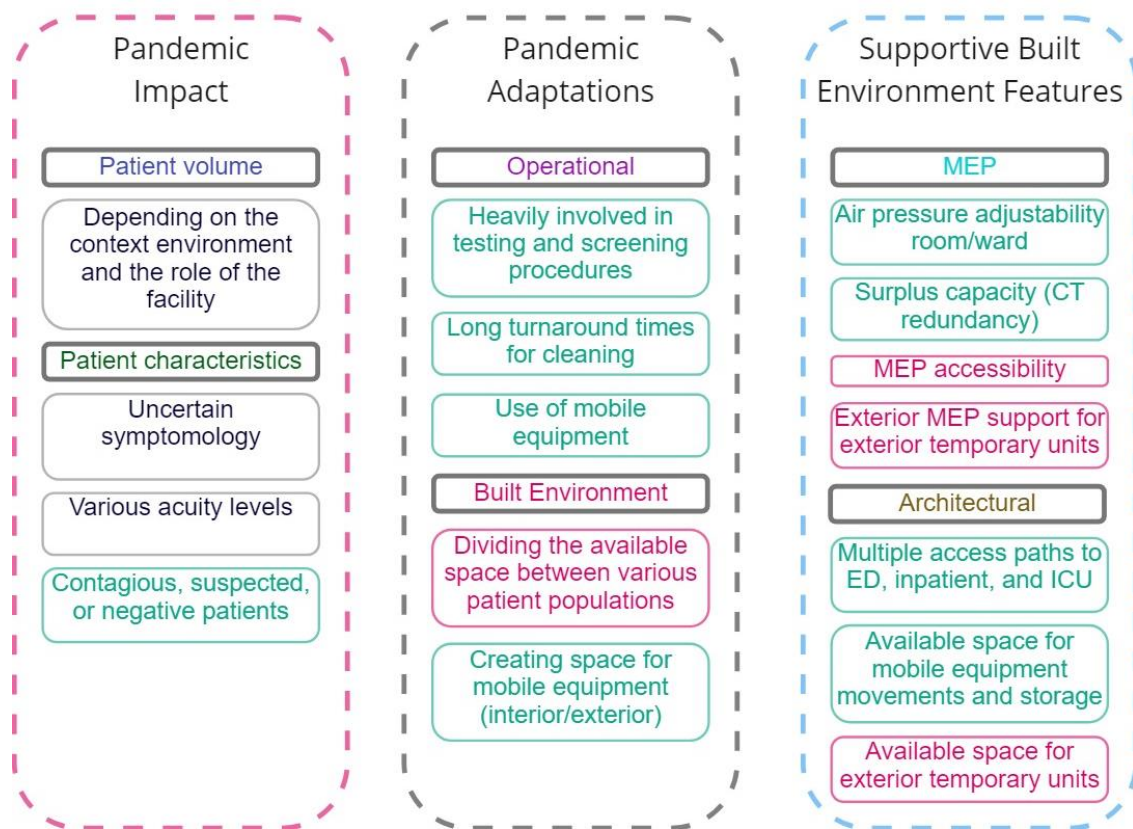 Pandemic
Impact
Patient volume
Depending on the
context environment
and the role of the
facility
Patient characteristics
Uncertain
symptomology
Various acuity levels
Contagious, suspected,
or negative patients
Pandemic
Adaptations
Operational
Heavily involved in
testing and screening
procedures
Long turnaround times
for cleaning
Use of mobile
equipment
Built Environment
Dividing the available
space between various
patient populations
Creating space for
mobile equipment
(interior/exterior)
Supportive Built
Environment Features
MEP
Air pressure adjustability
room/ward
Surplus capacity (CT
redundancy)
MEP accessibility
Exterior MEP support for
exterior temporary units
Architectural
Multiple access paths to
ED, inpatient, and ICU
Available space for
mobile equipment
movements and storage
Available space for
exterior temporary units